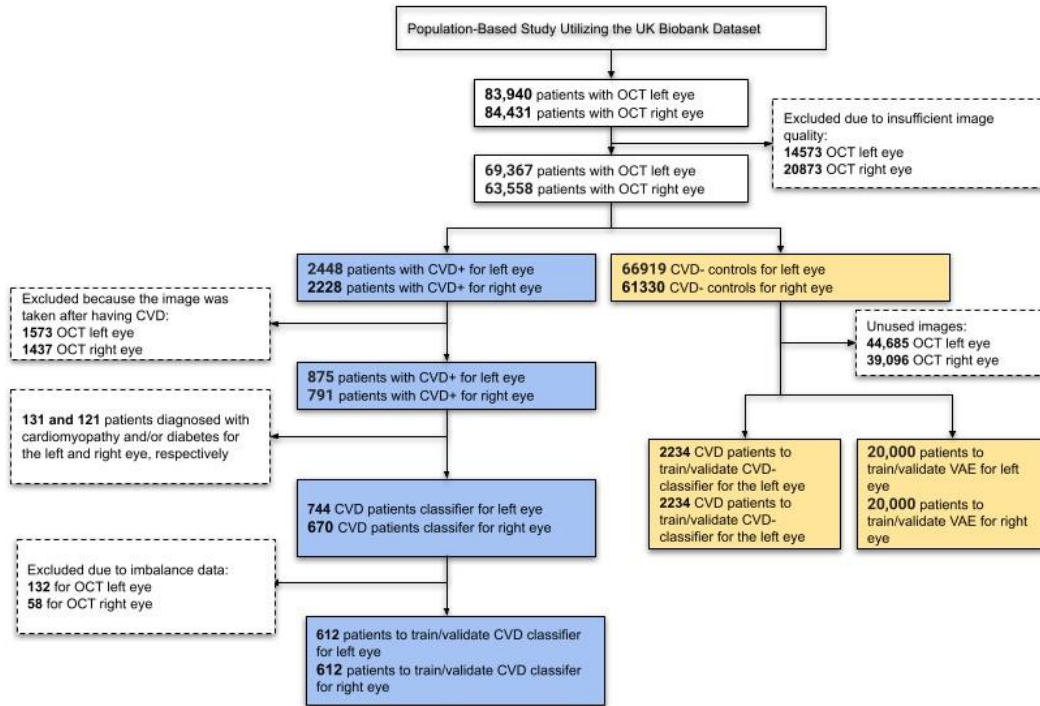 Population-Based Study Utilizing the UK Biobank Dataset
83,940 patients with OCT left eye
84,431 patients with OCT right eye
Excluded due to insufficient image
quality:
14573 OCT left eye
20873 OCT right eye
69,367 patients with OCT left eye
63,558 patients with OCT right eye
2448 patients with CVD+ for left eye
2228 patients with CVD+ for right eye
66919 CVD- controls for left eye
61330 CVD- controls for right eye
Excluded because the image was
taken after having CVD:
1573 OCT left eye
1437 OCT right eye
Unused images:
44,685 OCT left eye
39,096 OCT right eye
875 patients with CVD+ for left eye
791 patients with CVD+ for right eye
131 and 121 patients diagnosed with
cardiomyopathy and/or diabetes for
the left and right eye, respectively
2234 CVD patients to
train/validate CVD-
classifier for the left eye
2234 CVD patients to
train/validate CVD-
classifier for the left eye
20,000 patients to
train/validate VAE for left
eye
20,000 patients to
train/validate VAE for right
eye
744 CVD patients classifier for left eye
670 CVD patients classifer for right eye
Excluded due to imbalance data:
132 for OCT left eye
58 for OCT right eye
612 patients to train/validate CVD classifier
for left eye
612 patients to train/validate CVD classifer
for right eye